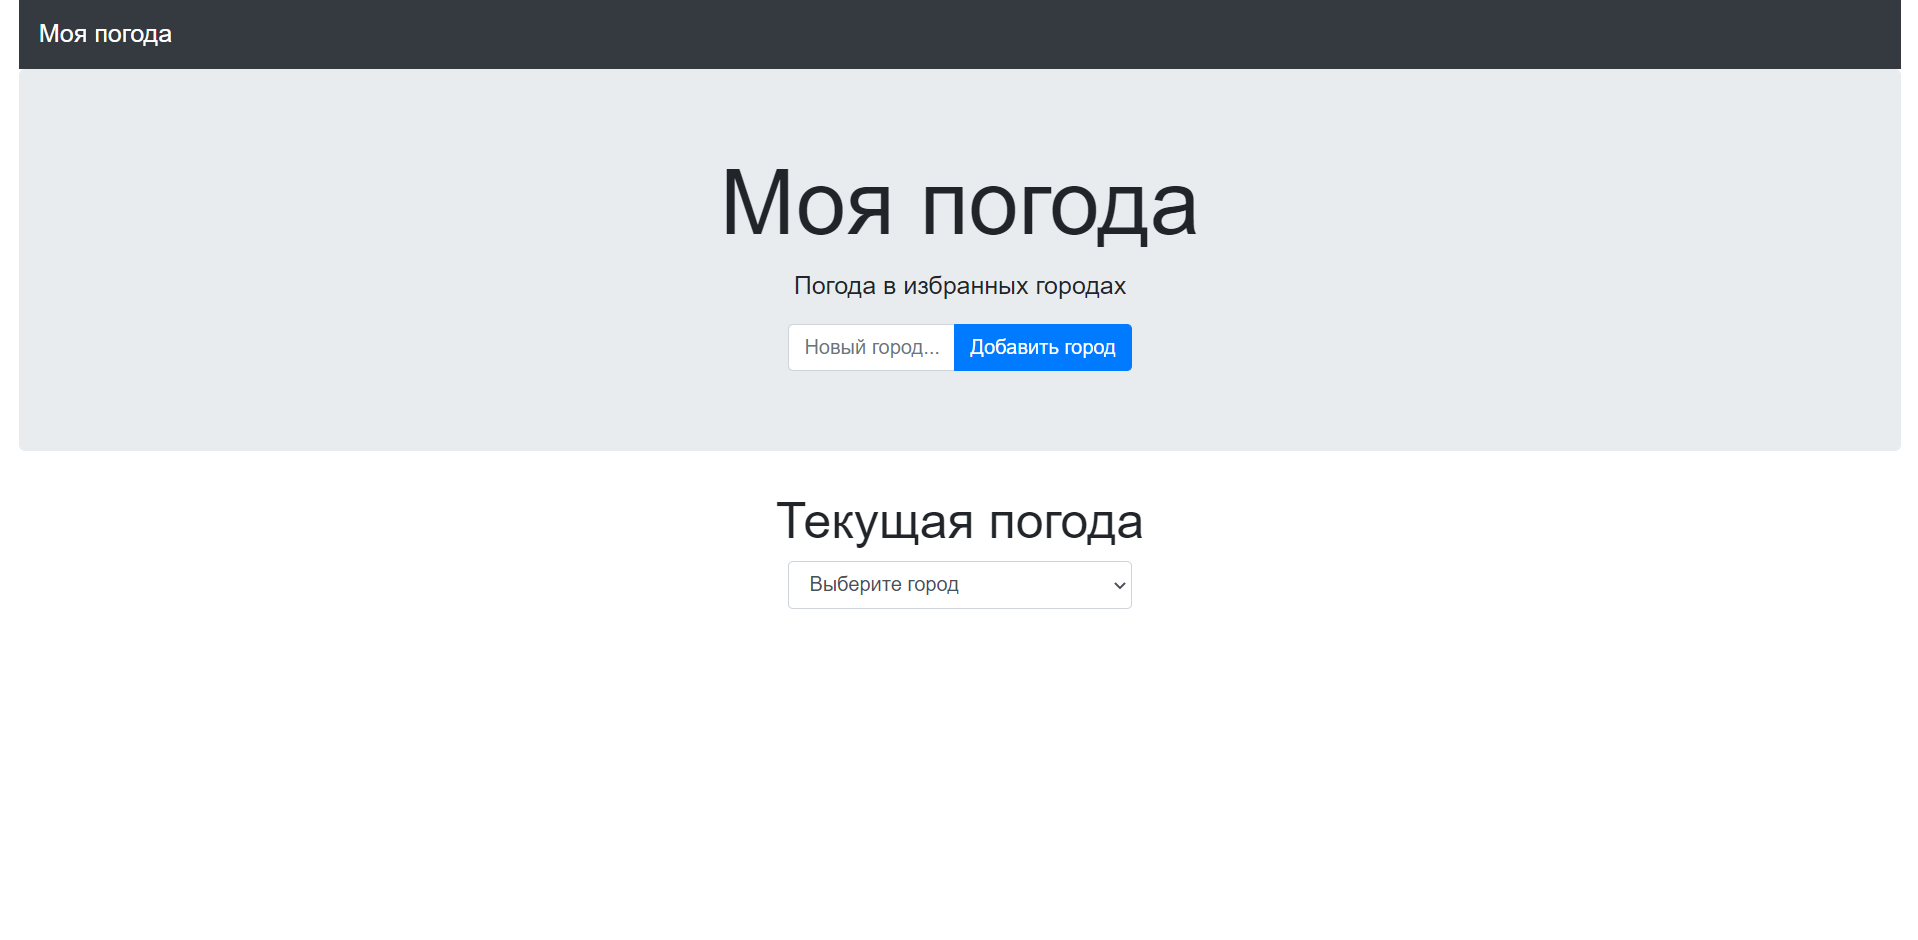 Моя погода
Моя погода
Погода в избранных городах
Новый город... Добавить город
Текущая погода
Выберите город